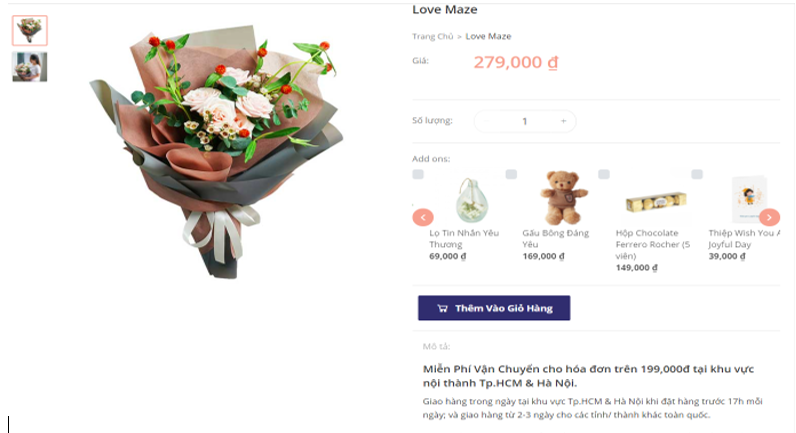 Love Maze
Trang Chủ > Love Maze
Giá:
279,000 ₫
Số lượng:
1
+
Add ons:
Lọ Tin Nhắn Yêu
Thương
69,000 ₫
Gấu Bông Đáng
Yêu
169,000 ₫
Hộp Chocolate
Ferrero Rocher (5
viên)
149,000 ₫
Thiệp Wish You A
Joyful Day
39,000 ₫
Thêm Vào Giỏ Hàng
Mô tả:
Miễn Phí Vận Chuyển cho hóa đơn trên 199,000đ tại khu vực
nội thành Tp.HCM & Hà Nội.
Giao hàng trong ngày tại khu vực Tp.HCM & Hà Nội khi đặt hàng trước 17h mỗi
ngày; và giao hàng từ 2-3 ngày cho các tỉnh/ thành khác toàn quốc.